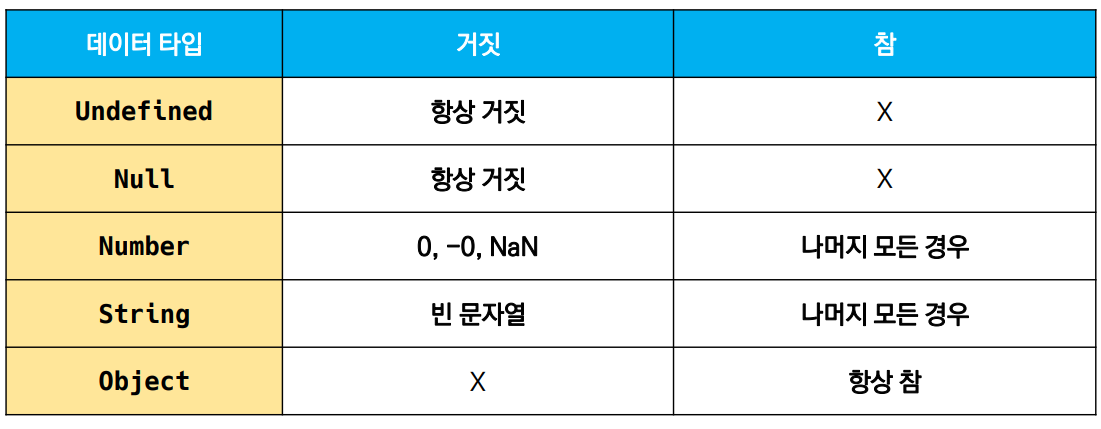 데이터 타입 거짓 참
Undefined 항상 거짓 X
Null 항상 거짓 X
Number 0, -0, NaN 나머지 모든 경우
String 빈 문자열 나머지 모든 경우
Object X 항상 참